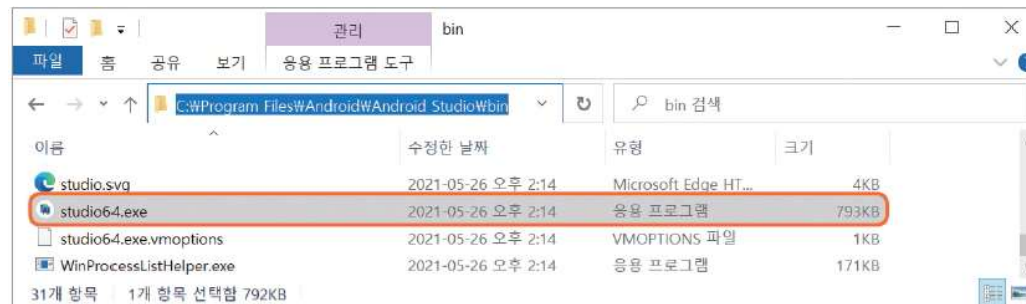 관리 bin
파일 홈 공유 보기 응용 프로그램 도구
C:₩Program Files₩Android₩Android Studio₩bin bin 검색
이름 수정한 날짜 유형 크기
studio.svg 2021-05-26 오후 2:14 Microsoft Edge HT... 4KB
studio64.exe 2021-05-26 오후 2:14 응용 프로그램 793KB
studio64.exe.vmoptions 2021-05-26 오후 2:14 VMOPTIONS 파일 1KB
WinProcessListHelper.exe 2021-05-26 오후 2:14 응용 프로그램 171KB
31개 항목 1개 항목 선택함 792KB